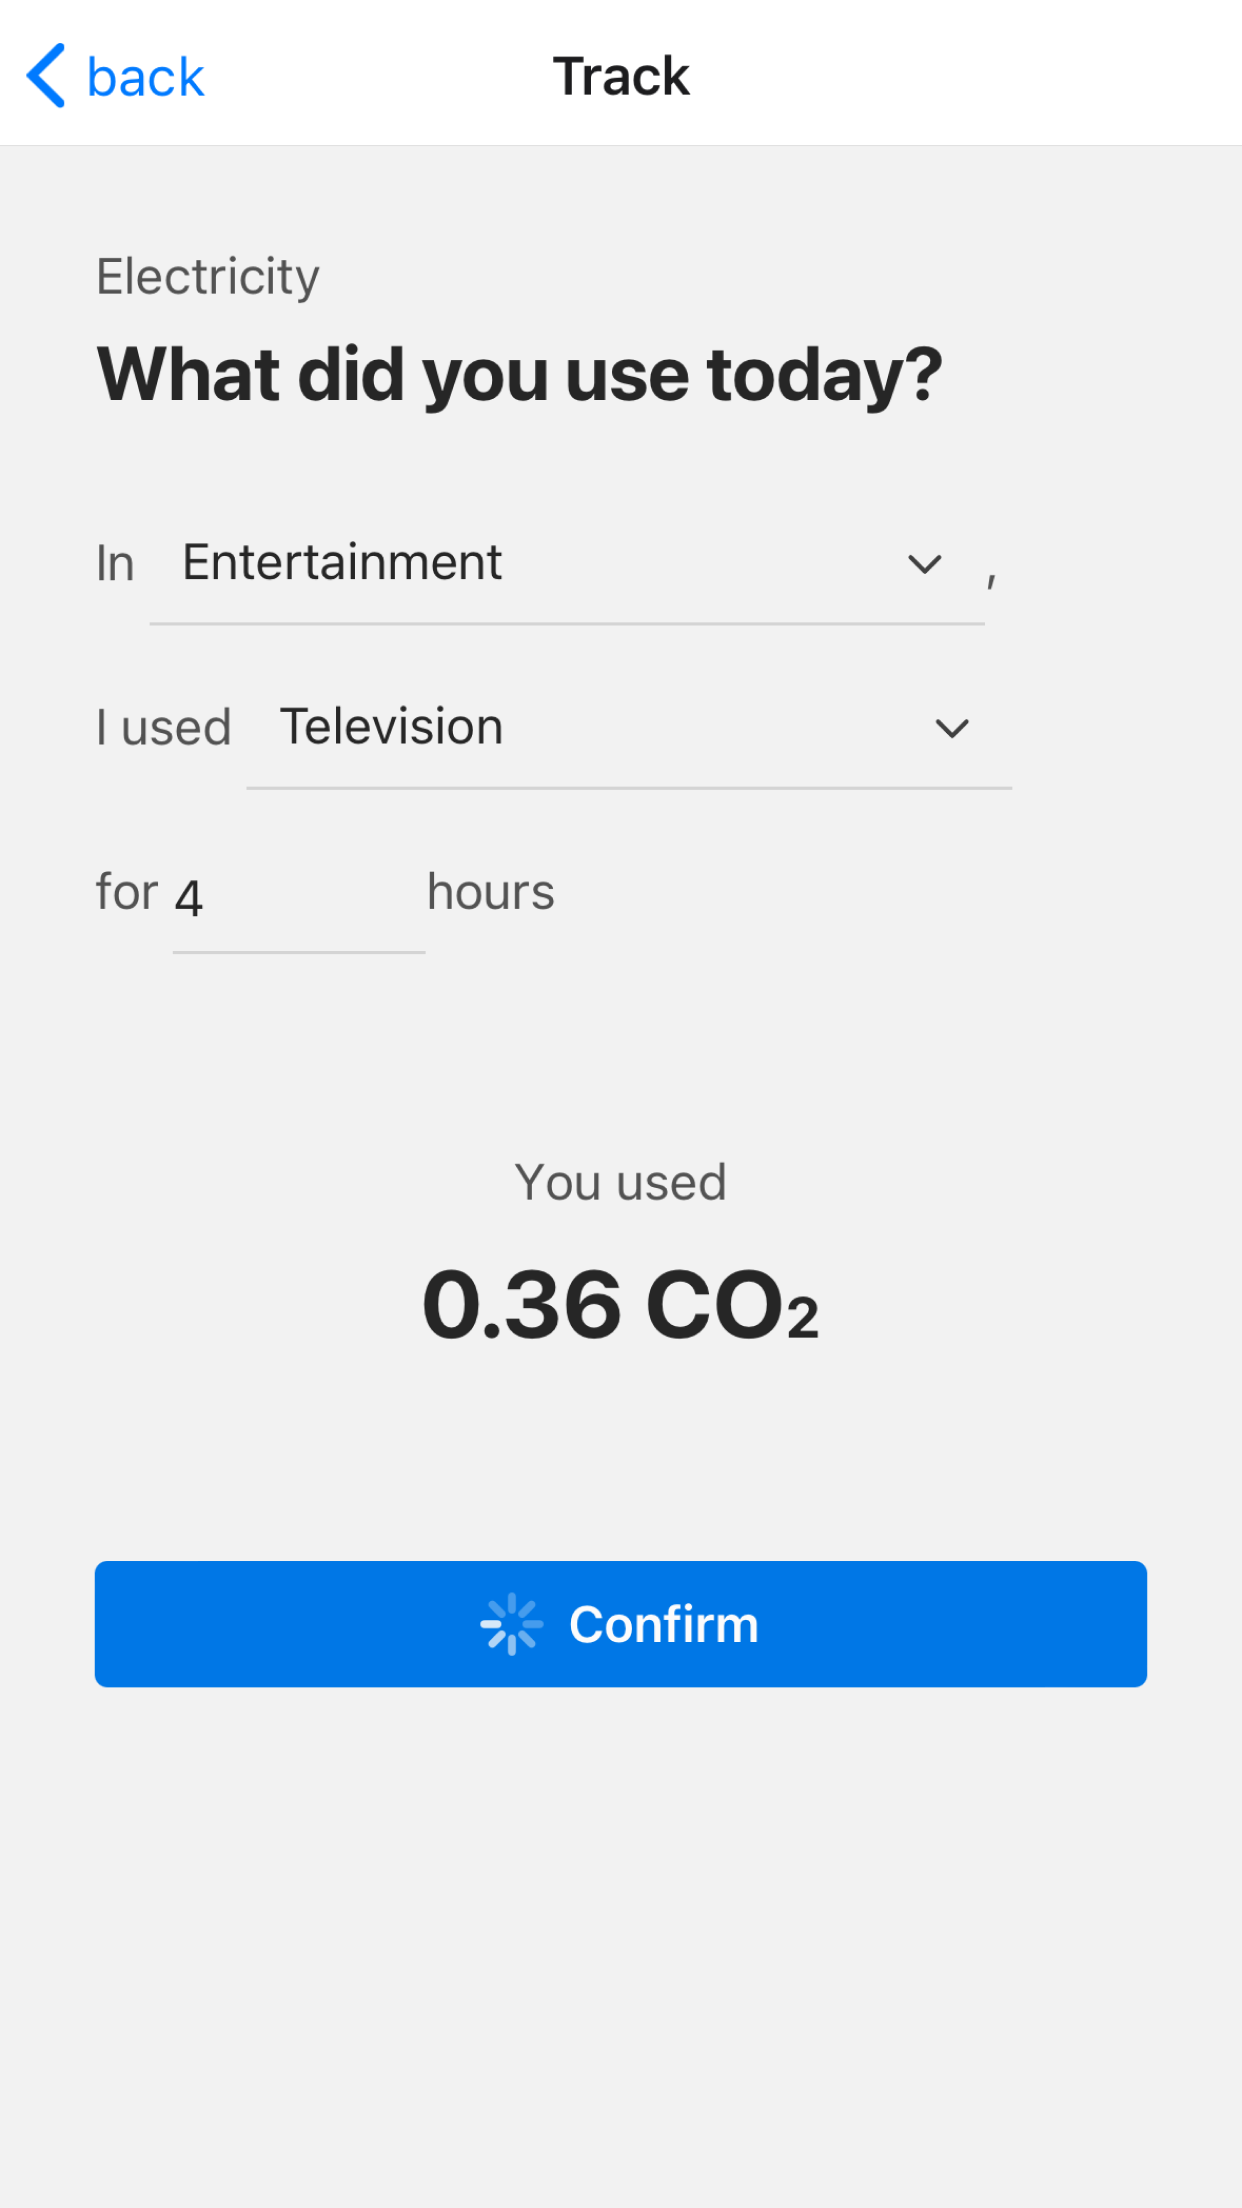 back
Track
Electricity
What did you use today?
In Entertainment ,
I used Television
for 4 hours
You used
0.36 CO₂
Confirm